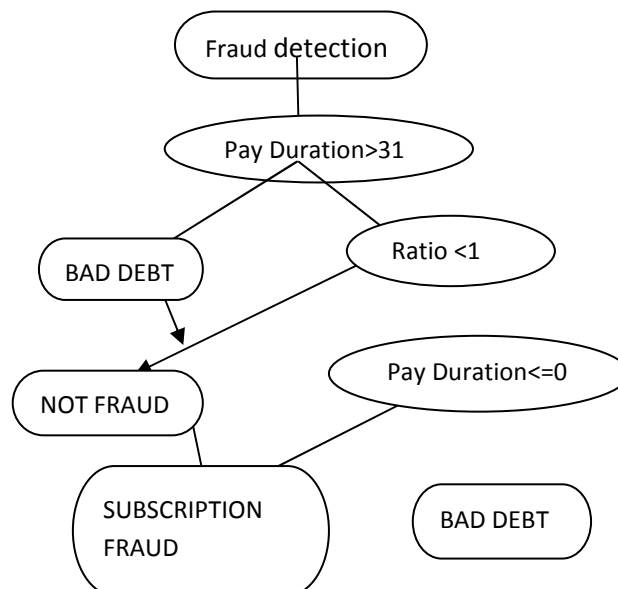 Fraud detection
Pay Duration>31
BAD DEBT
Ratio <1
Pay Duration<=0
NOT FRAUD
SUBSCRIPTION
FRAUD
BAD DEBT